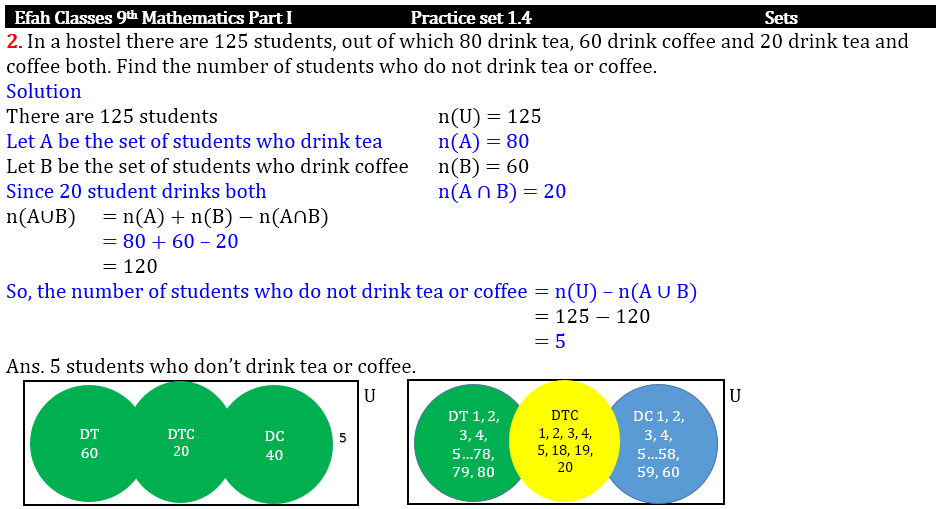 Efah Classes 9th Mathematics Part I Practice set 1.4 Sets
2. In a hostel there are 125 students, out of which 80 drink tea, 60 drink coffee and 20 drink tea and
coffee both. Find the number of students who do not drink tea or coffee.
Solution
There are 125 students n(U) = 125
Let A be the set of students who drink tea n(A) = 80
Let B be the set of students who drink coffee n(B) = 60
Since 20 student drinks both n(A ∩ B) = 20
n(A∪B) = n(A) + n(B) − n(A∩B)
= 80 + 60 – 20
= 120
So, the number of students who do not drink tea or coffee = n(U) – n(A ∪ B)
= 125 − 120
= 5
Ans. 5 students who don’t drink tea or coffee.
DT
60
DTC
20
DC
40
5
U
DT 1, 2,
3, 4,
5...78,
79, 80
DTC
1, 2, 3, 4,
5, 18, 19,
20
DC 1, 2,
3, 4,
5...58,
59, 60
U